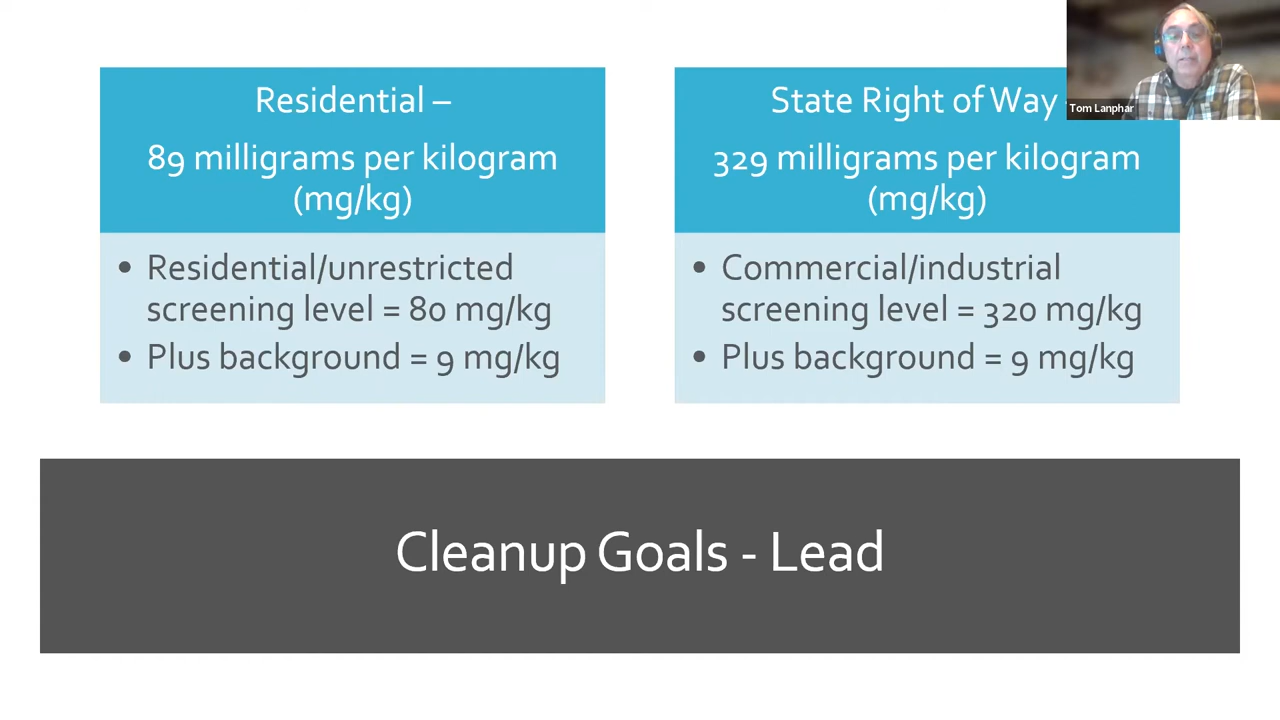 Residential –
89 milligrams per kilogram
(mg/kg)
• Residential/unrestricted
screening level = 80 mg/kg
• Plus background = 9 mg/kg
State Right of Way
329 milligrams per kilogram
(mg/kg)
• Commercial/industrial
screening level = 320 mg/kg
• Plus background = 9 mg/kg
Tom Lanphar
Cleanup Goals - Lead